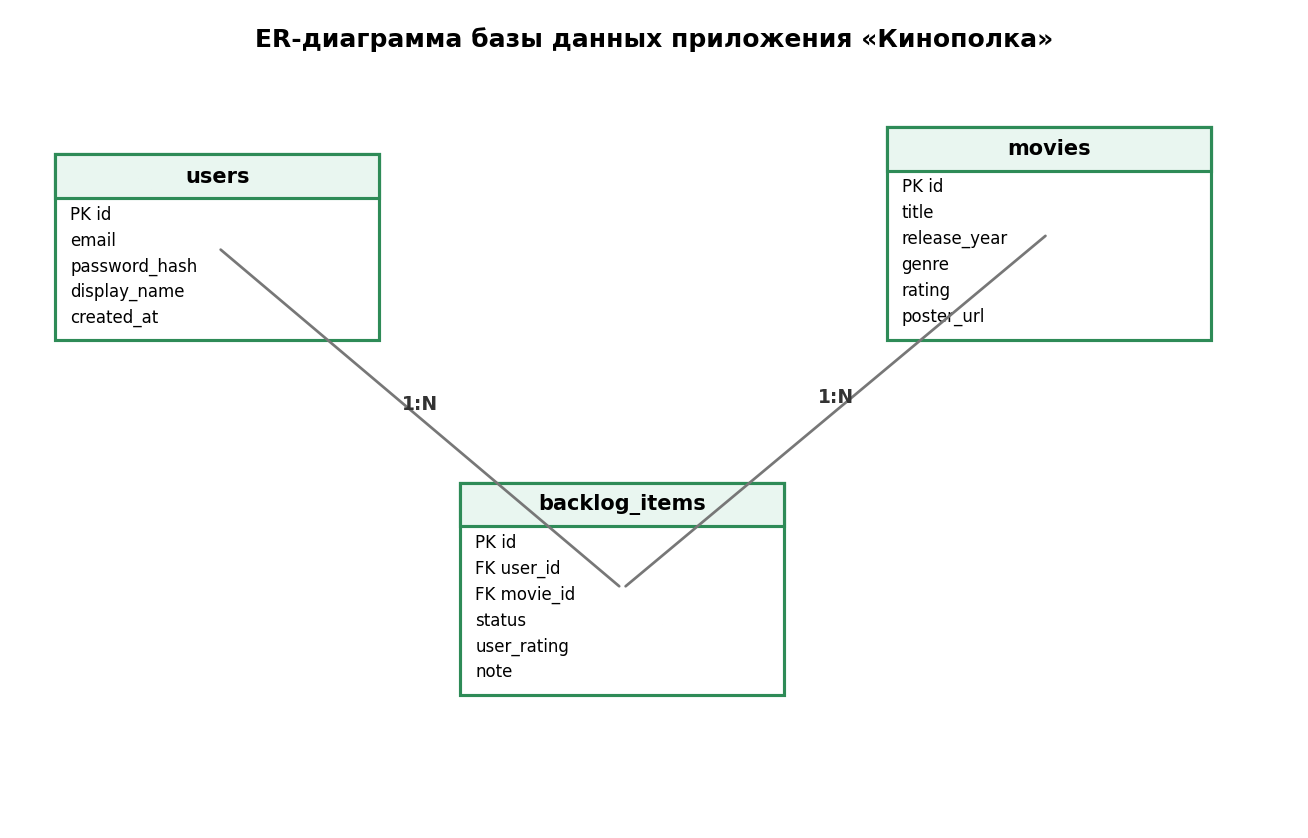 ER-диаграмма базы данных приложения «Кинополка»
users
PK id
email
password_hash
display_name
created_at
movies
PK id
title
release_year
genre
rating
poster_url
1:N
1:N
backlog_items
PK id
FK user_id
FK movie_id
status
user_rating
note